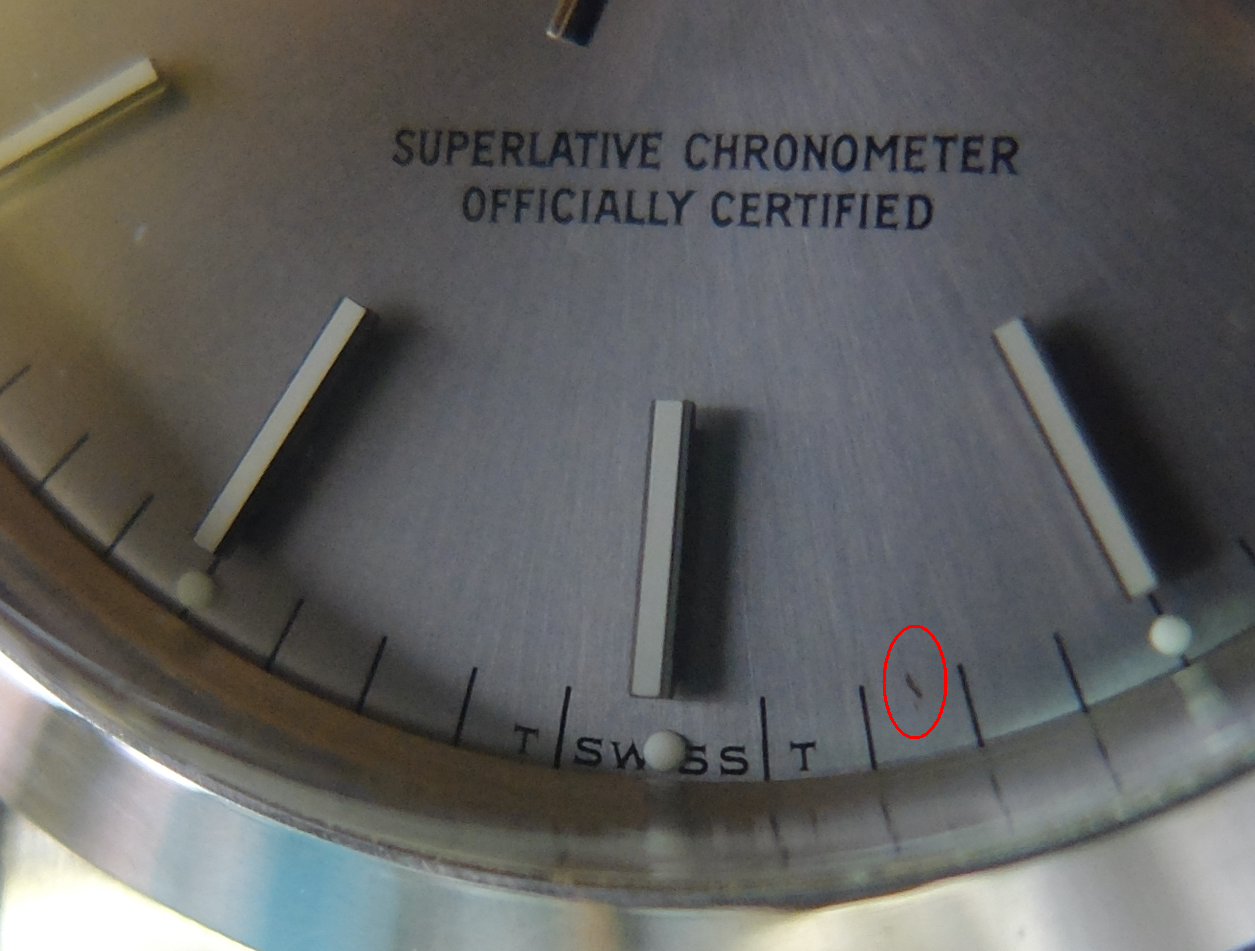 SUPERLATIVE CHRONOMETER
OFFICIALLY CERTIFIED
T SWISS T